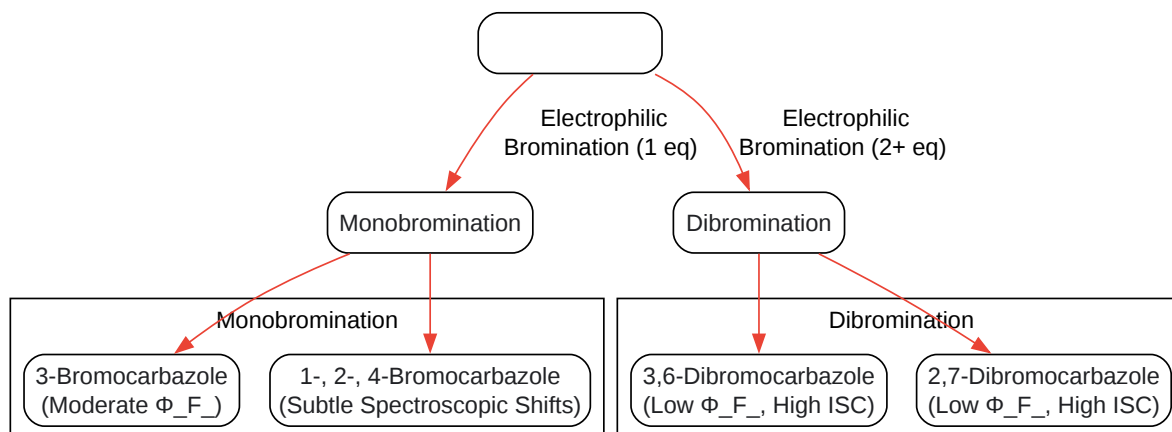 Electrophilic
Bromination (1 eq)
Electrophilic
Bromination (2+ eq)
Monobromination
Dibromination
Monobromination
Dibromination
3-Bromocarbazole
(Moderate Φ_F_)
1-, 2-, 4-Bromocarbazole
(Subtle Spectroscopic Shifts)
3,6-Dibromocarbazole
(Low Φ_F_, High ISC)
2,7-Dibromocarbazole
(Low Φ_F_, High ISC)